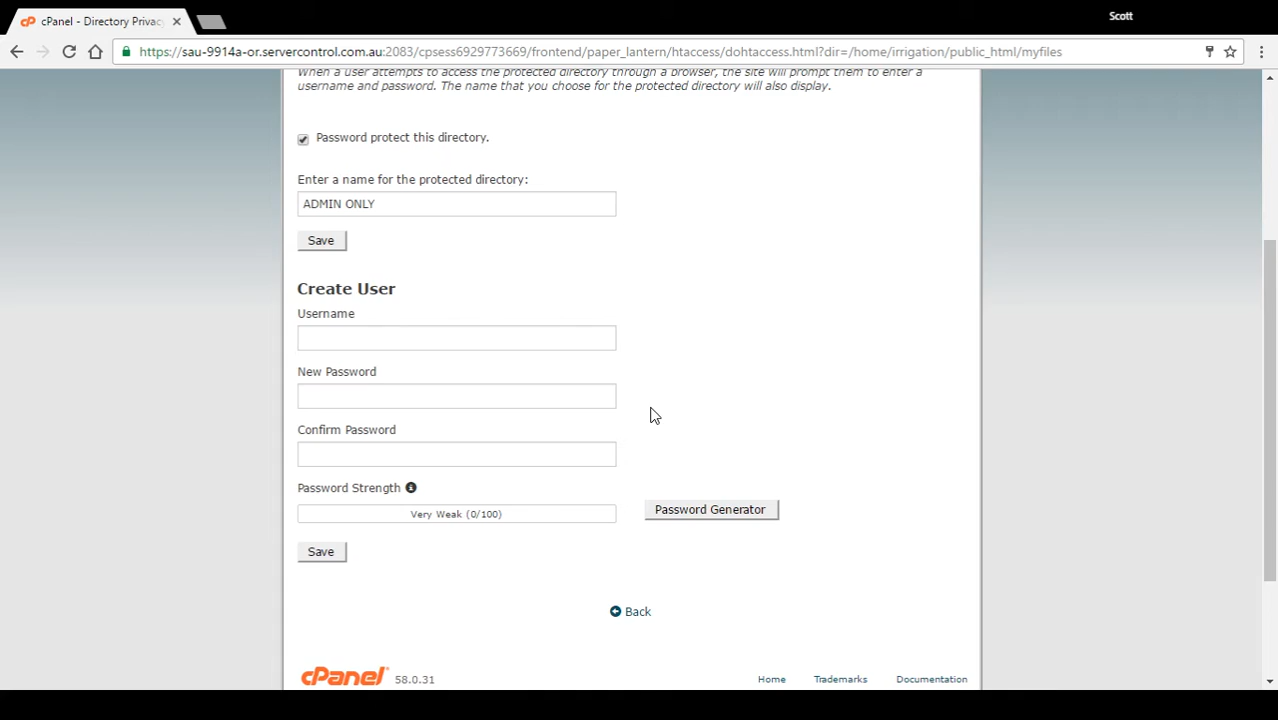 Scott
cPanel - Directory Privac
https://sau-9914a-or.servercontrol.com.au:2083/cpsess6929773669/frontend/paper_lantern/htaccess/dohtaccess.html?dir=/home/irrigation/public_html/myfiles
When a user attempts to access the protected directory through a browser, the site will prompt them to enter a
username and password. The name that you choose for the protected directory will also display.
Password protect this directory.
Enter a name for the protected directory:
ADMIN ONLY
Save
Create User
Username
New Password
Confirm Password
Password Strength
Very Weak (0/100)
Password Generator
Save
Back
cPanel 58.0.31
Home Trademarks Documentation